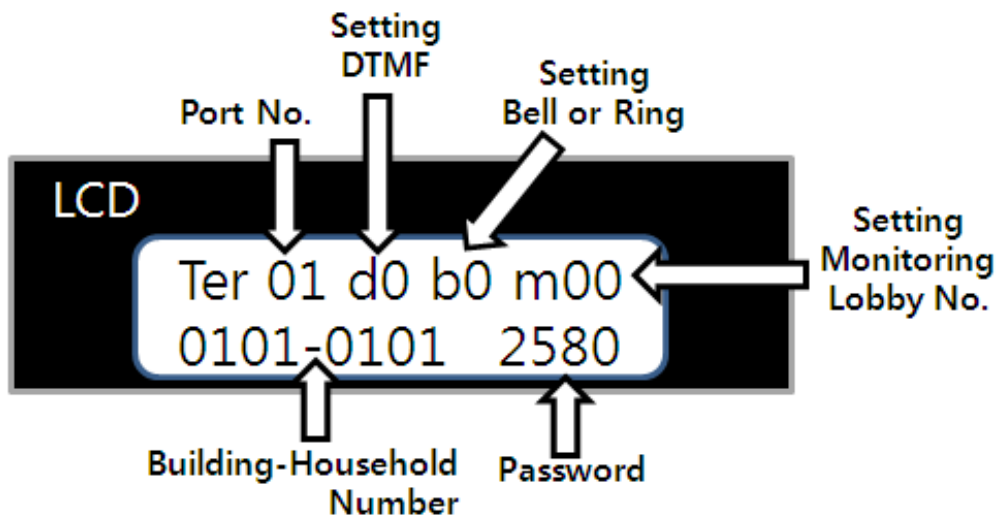 Setting
DTMF
Setting
Bell or Ring
Port No.
LCD
Setting
Monitoring
Lobby No.
Ter 01 d0 b0 m00
0101-0101 2580
Building-Household
Number
Password